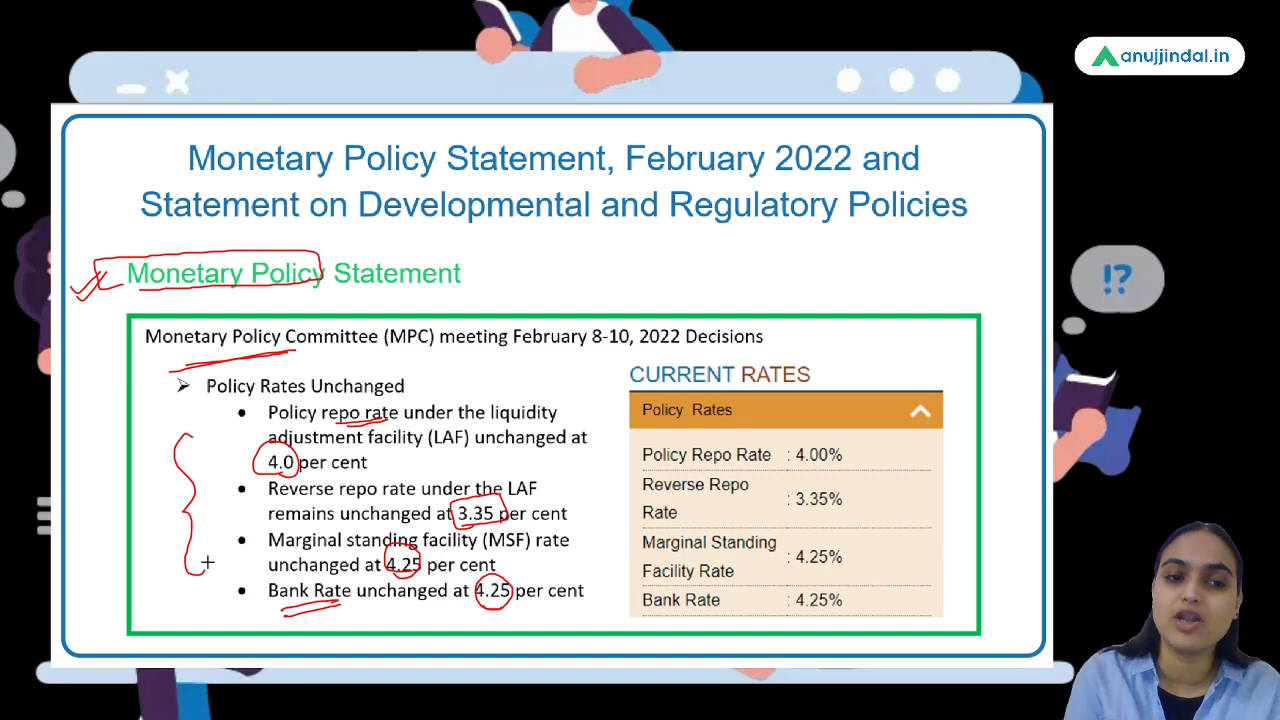 anujjindal.in
Monetary Policy Statement, February 2022 and
Statement on Developmental and Regulatory Policies
Monetary Policy Statement
Monetary Policy Committee (MPC) meeting February 8-10, 2022 Decisions
Policy Rates Unchanged
Policy repo rate under the liquidity
adjustment facility (LAF) unchanged at
4.0 per cent
Reverse repo rate under the LAF
remains unchanged at 3.35 per cent
Marginal standing facility (MSF) rate
unchanged at 4.25 per cent
Bank Rate unchanged at 4.25 per cent
CURRENT RATES
Policy Rates
Policy Repo Rate : 4.00%
Reverse Repo
Rate : 3.35%
Marginal Standing
Facility Rate : 4.25%
Bank Rate : 4.25%
!?